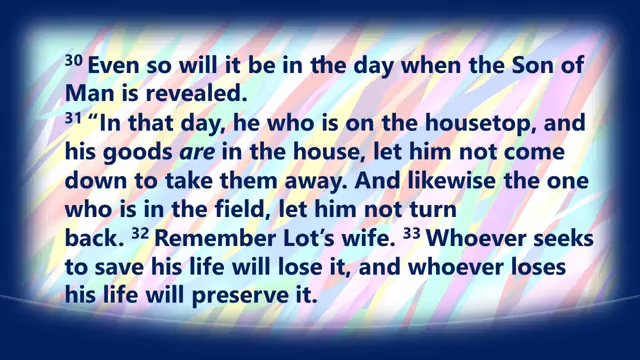 ³⁰ Even so will it be in the day when the Son of
Man is revealed.
³¹ “In that day, he who is on the housetop, and
his goods are in the house, let him not come
down to take them away. And likewise the one
who is in the field, let him not turn
back. ³² Remember Lot’s wife. ³³ Whoever seeks
to save his life will lose it, and whoever loses
his life will preserve it.